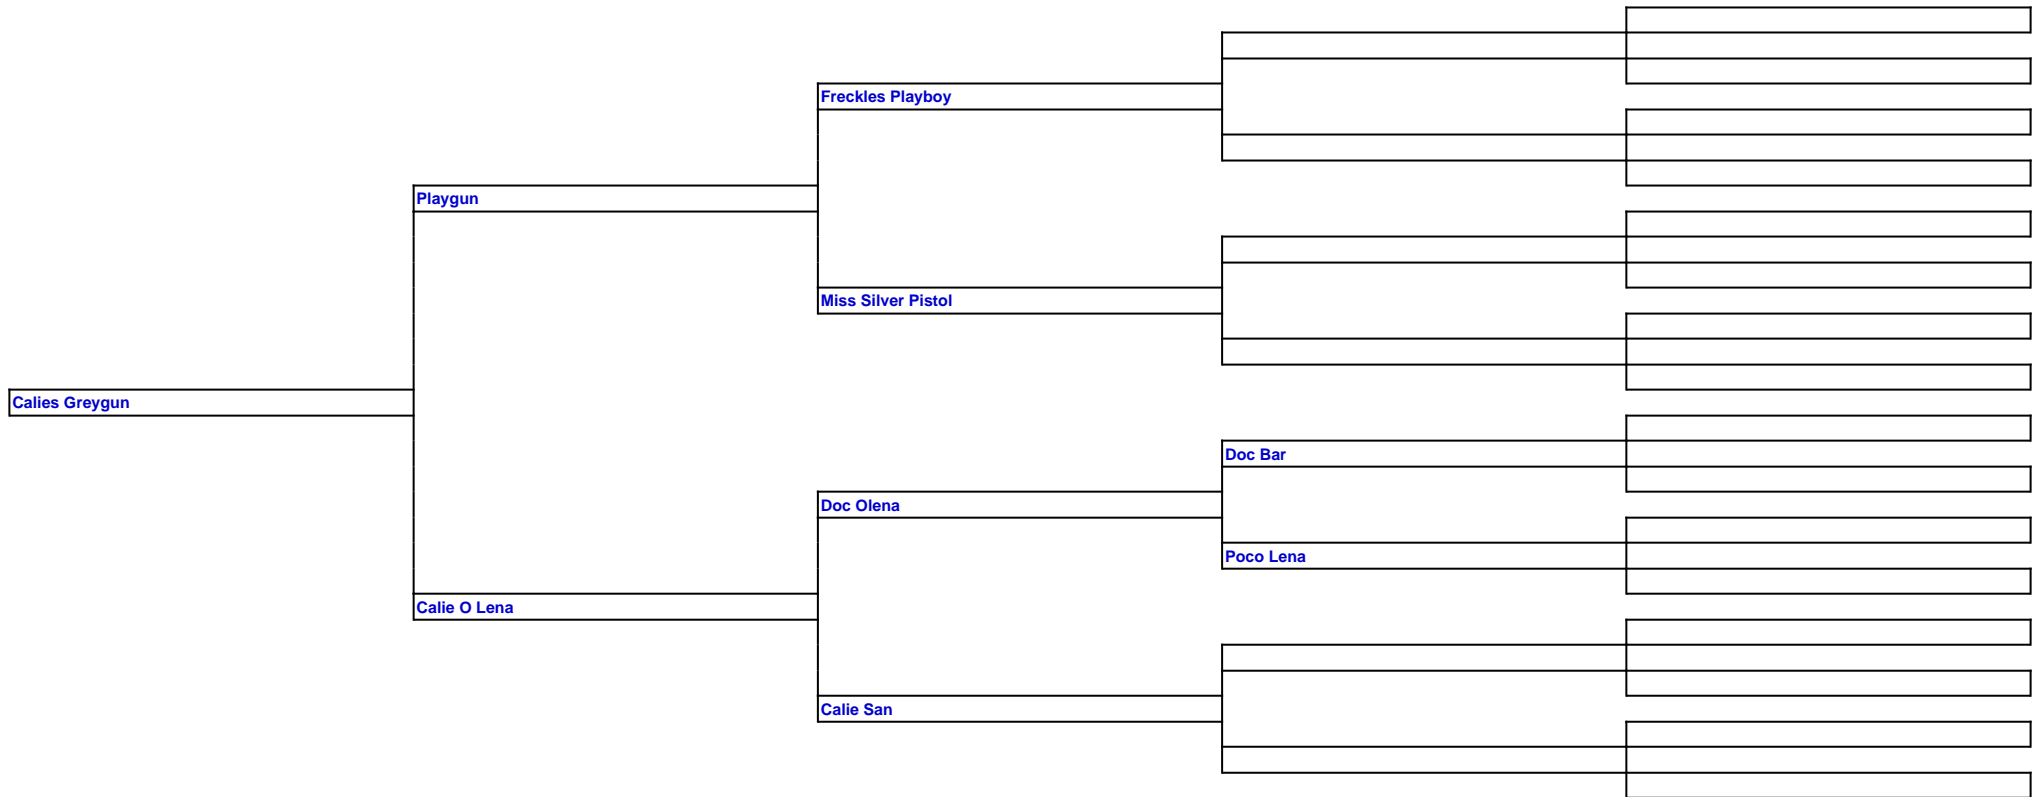 Freckles Playboy
Playgun
Miss Silver Pistol
Calies Greygun
Doc Bar
Doc Olena
Poco Lena
Calie O Lena
Calie San